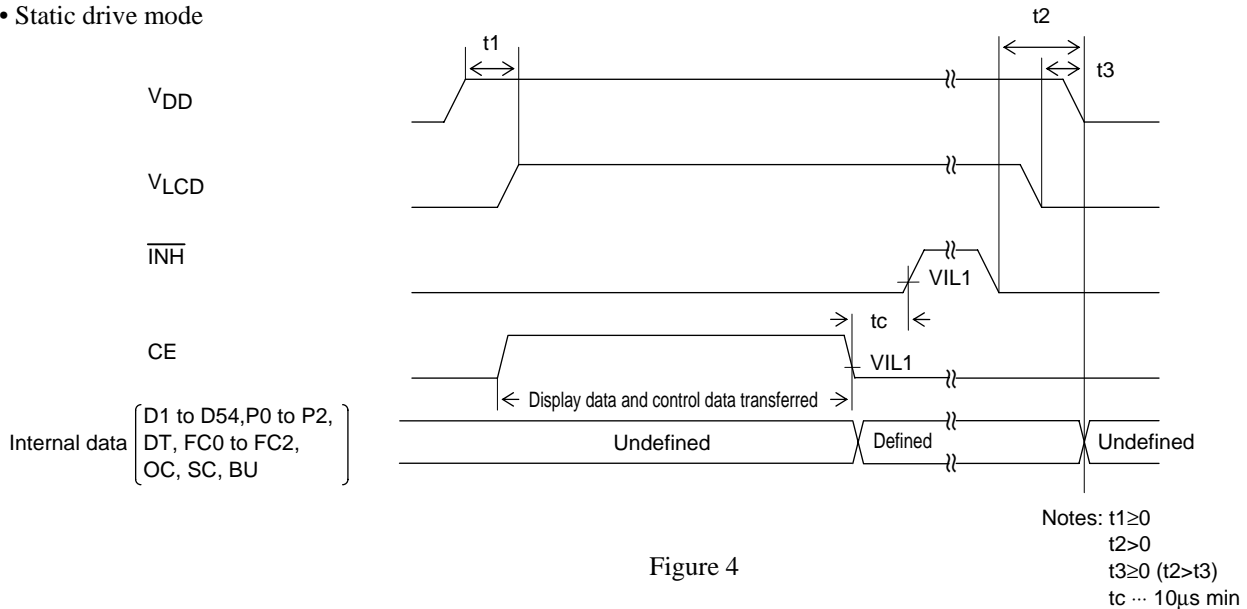 • Static drive mode
t2
t1
t3
VDD
VLCD
INH
VIL1
tc
CE
VIL1
Display data and control data transferred
Internal data
D1 to D54,P0 to P2,
DT, FC0 to FC2,
OC, SC, BU
Undefined
Defined
Undefined
Notes: t1≥0
t2>0
t3≥0 (t2>t3)
tc ··· 10μs min
Figure 4